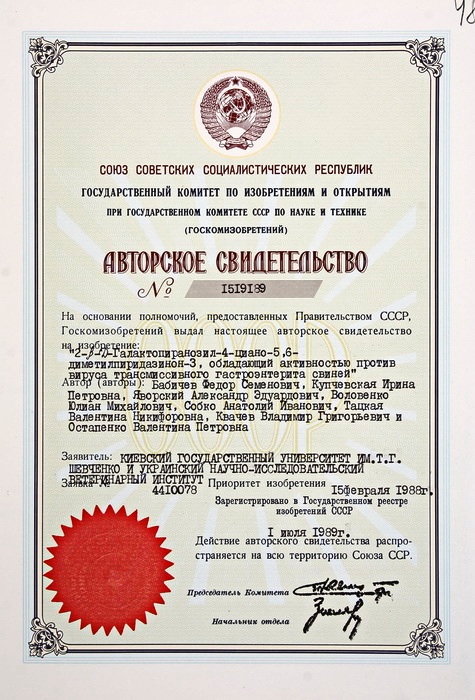 48
СОЮЗ СОВЕТСКИХ СОЦИАЛИСТИЧЕСКИХ РЕСПУБЛИК
ГОСУДАРСТВЕННЫЙ КОМИТЕТ ПО ИЗОБРЕТЕНИЯМ И ОТКРЫТИЯМ
ПРИ ГОСУДАРСТВЕННОМ КОМИТЕТЕ СССР ПО НАУКЕ И ТЕХНИКЕ
(ГОСКОМИЗОБРЕТЕНИЙ)
АВТОРСКОЕ СВИДЕТЕЛЬСТВО
№ 1519189
На основании полномочий, предоставленных Правительством СССР,
Госкомизобретений выдал настоящее авторское свидетельство
на изобретение:
"2-β-D-Галактопиранозил-4-циано-5,6-
диметилпиридазинон-3, обладающий активностью против
вируса трансмиссивного гастроэнтерита свиней"
Автор (авторы): Бабичев Федор Семенович, Купчевская Ирина
Петровна, Яворский Александр Эдуардович, Воловенко
Юлиан Михайлович, Собко Анатолий Иванович, Тацкая
Валентина Никифоровна, Квачев Владимир Григорьевич и
Остапенко Валентина Петровна
Заявитель: КИЕВСКИЙ ГОСУДАРСТВЕННЫЙ УНИВЕРСИТЕТ ИМ.Т.Г.
ШЕВЧЕНКО И УКРАИНСКИЙ НАУЧНО-ИССЛЕДОВАТЕЛЬСКИЙ
ВЕТЕРИНАРНЫЙ ИНСТИТУТ
Заявка № 4410078 Приоритет изобретения 15февраля 1988г.
Зарегистрировано в Государственном реестре
изобретений СССР
1 июля 1989г.
Действие авторского свидетельства распро-
страняется на всю территорию Союза ССР.
Председатель Комитета
Начальник отдела